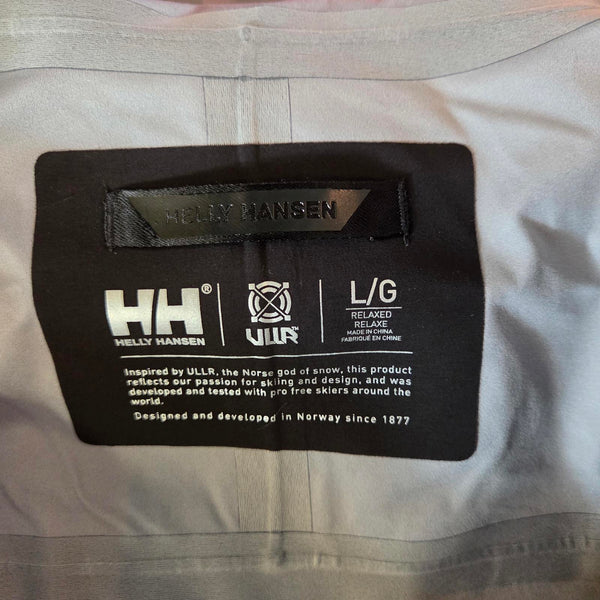 HELLY HANSEN
HH®
HELLY HANSEN
ULLR™
L/G
RELAXED
RELAXE
MADE IN CHINA
FABRIQUÉ EN CHINE
Inspired by ULLR, the Norse god of snow, this product
reflects our passion for skiing and design, and was
developed and tested with pro free skiers around the
world.
Designed and developed in Norway since 1877